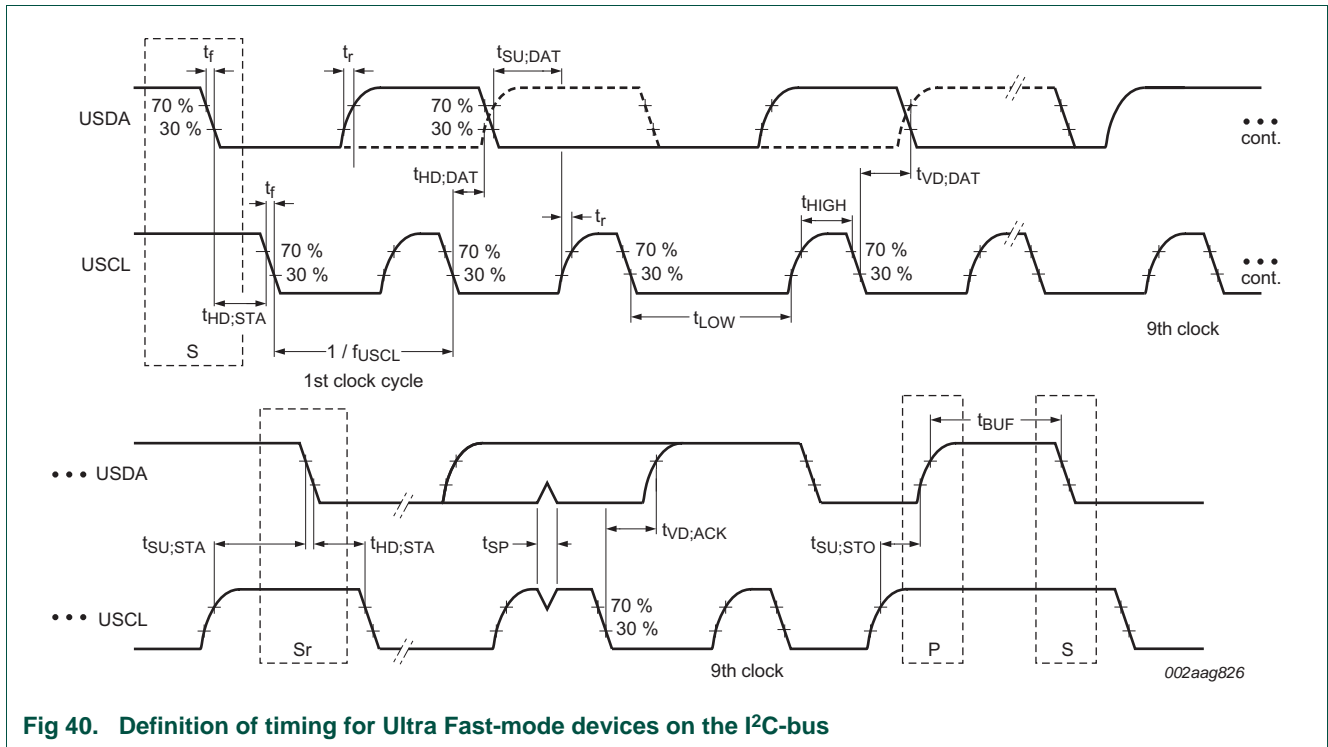 tf
tr
tSU;DAT
70 %
30 %
70 %
30 %
USDA
• • •
cont.
tHD;DAT
tVD;DAT
tf
tr
tHIGH
70 %
30 %
70 %
30 %
70 %
30 %
70 %
30 %
USCL
• • •
cont.
tHD;STA
tLOW
9th clock
S
1 / fUSCL
1st clock cycle
tBUF
• • • USDA
tSU;STA
tHD;STA
tSP
tVD;ACK
tSU;STO
70 %
30 %
• • • USCL
Sr
9th clock
P
S
002aag826
Fig 40. Definition of timing for Ultra Fast-mode devices on the I²C-bus